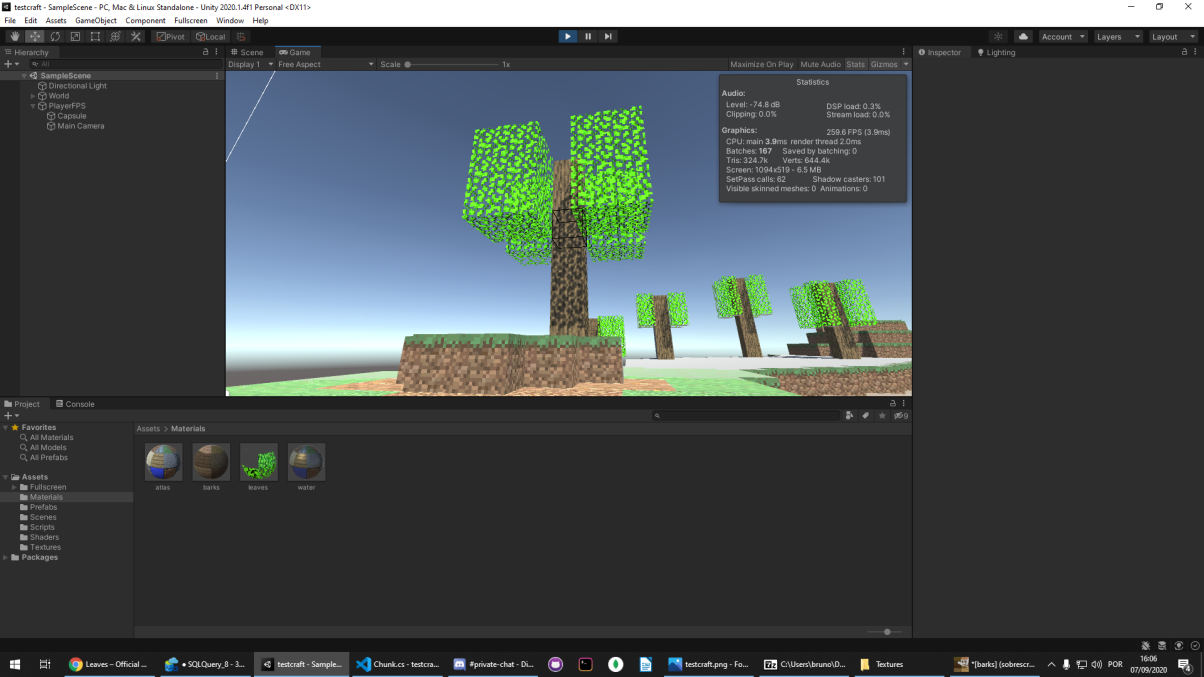 testcraft - SampleScene - PC, Mac & Linux Standalone - Unity 2020.1.4f1 Personal <DX11>
File Edit Assets GameObject Component Fullscreen Window Help
Pivot Local Account Layers Layout
Hierarchy
All
SampleScene
Directional Light
World
PlayerFPS
Capsule
Main Camera
Scene Game
Display 1 Free Aspect Scale 1x Maximize On Play Mute Audio Stats Gizmos
Statistics
Audio:
Level: -74.8 dB DSP load: 0.3%
Clipping: 0.0% Stream load: 0.0%
Graphics: 259.6 FPS (3.9ms)
CPU: main 3.9ms render thread 2.0ms
Batches: 167 Saved by batching: 0
Tris: 324.7k Verts: 644.4k
Screen: 1094x519 - 6.5 MB
SetPass calls: 62 Shadow casters: 101
Visible skinned meshes: 0 Animations: 0
Inspector Lighting
Project Console
9
Favorites
All Materials
All Models
All Prefabs
Assets
Fullscreen
Materials
Prefabs
Scenes
Scripts
Shaders
Textures
Packages
Assets > Materials
atlas barks leaves water
Leaves – Official ...
● SQLQuery_8 - 3...
testcraft - Sample...
Chunk.cs - testcra...
#private-chat - Di...
testcraft.png - Fo...
C:\Users\bruno\D...
Textures
*[barks] (sobrescr...
POR
16:06
07/09/2020
4